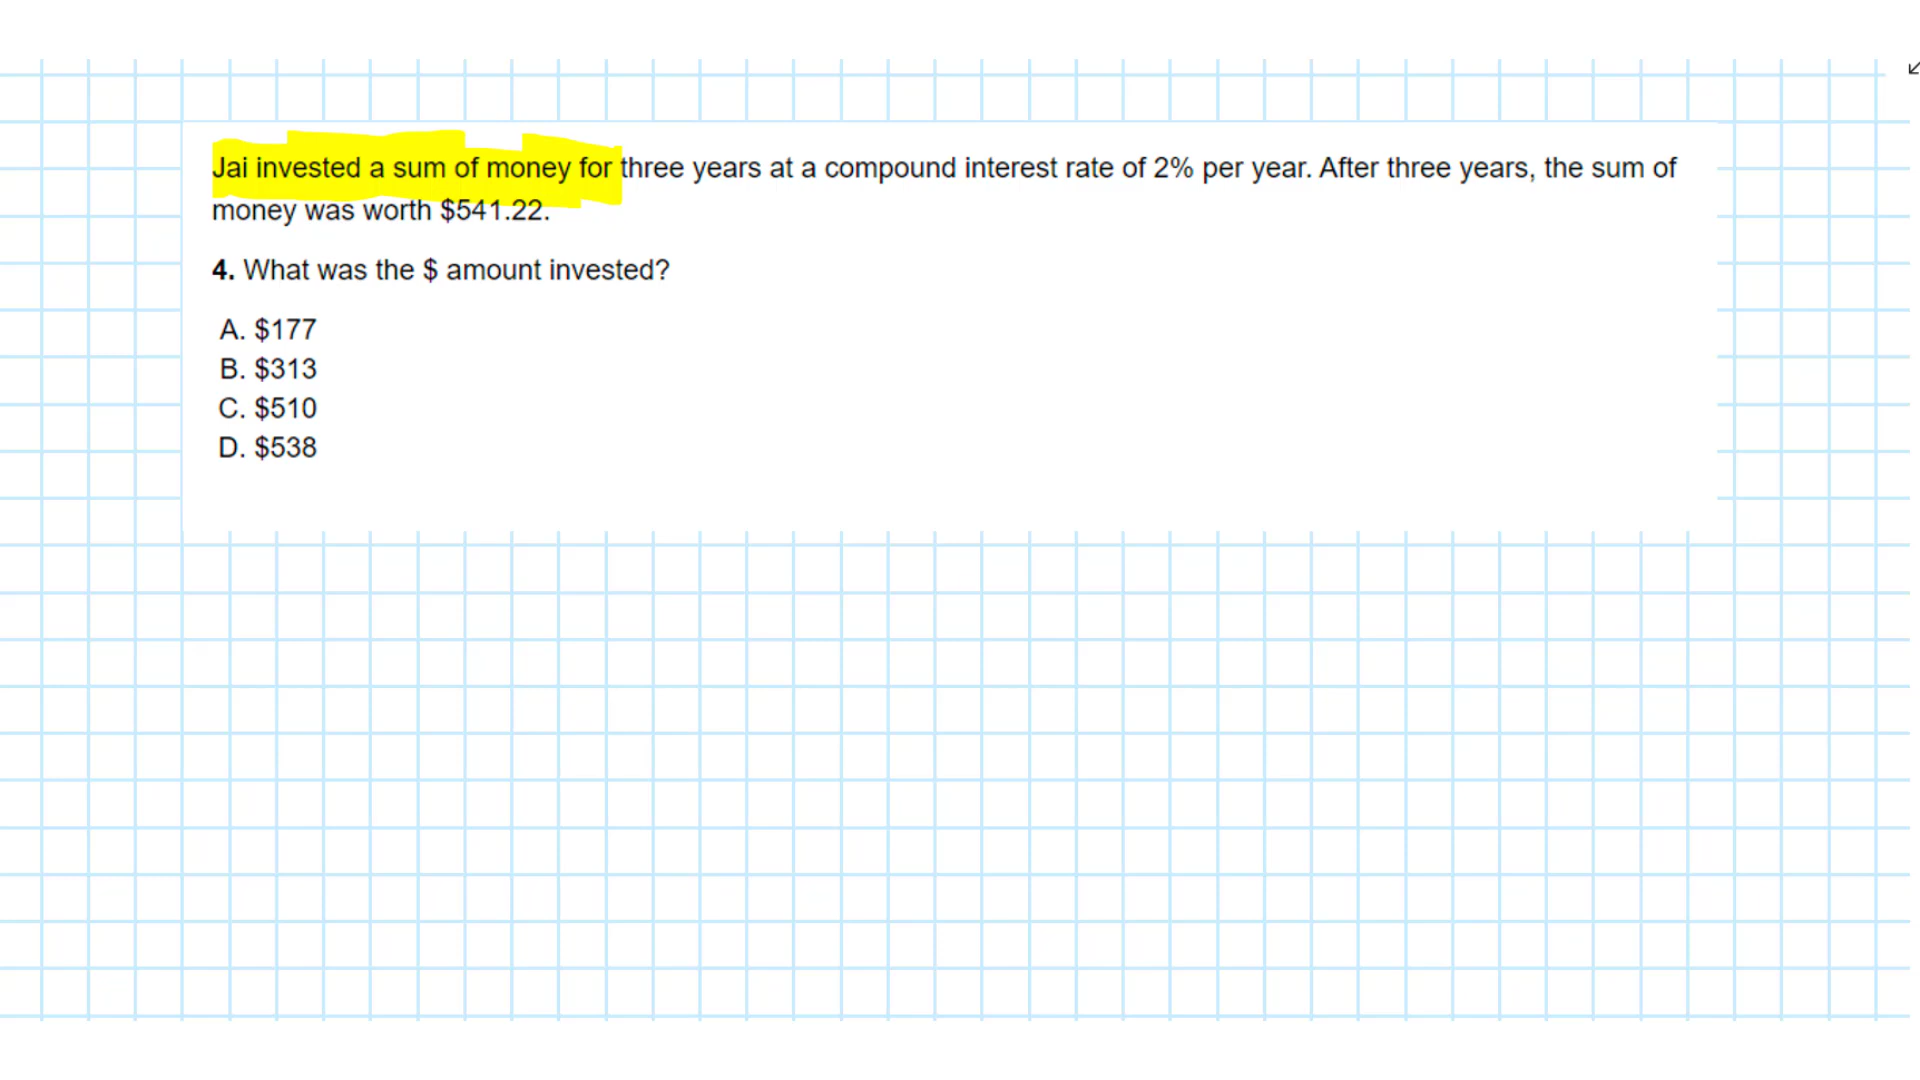 Jai invested a sum of money for three years at a compound interest rate of 2% per year. After three years, the sum of
money was worth $541.22.
4. What was the $ amount invested?
A. $177
B. $313
C. $510
D. $538